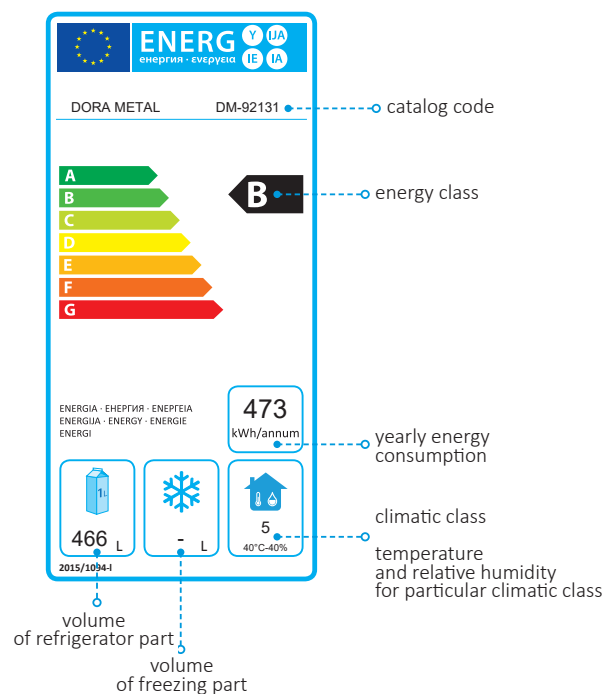 ENERG Y IJA
енергия · ενεργεια IE IA
DORA METAL DM-92131 catalog code
A
B
B energy class
C
D
E
F
G
ENERGIA · ЕНЕРГИЯ · ΕΝΕΡΓΕΙΑ
ENERGIJA · ENERGY · ENERGIE
ENERGI
473
kWh/annum
yearly energy
consumption
1L
466 L
- L
5
40°C-40%
climatic class
temperature
and relative humidity
for particular climatic class
2015/1094-I
volume
of refrigerator part
volume
of freezing part